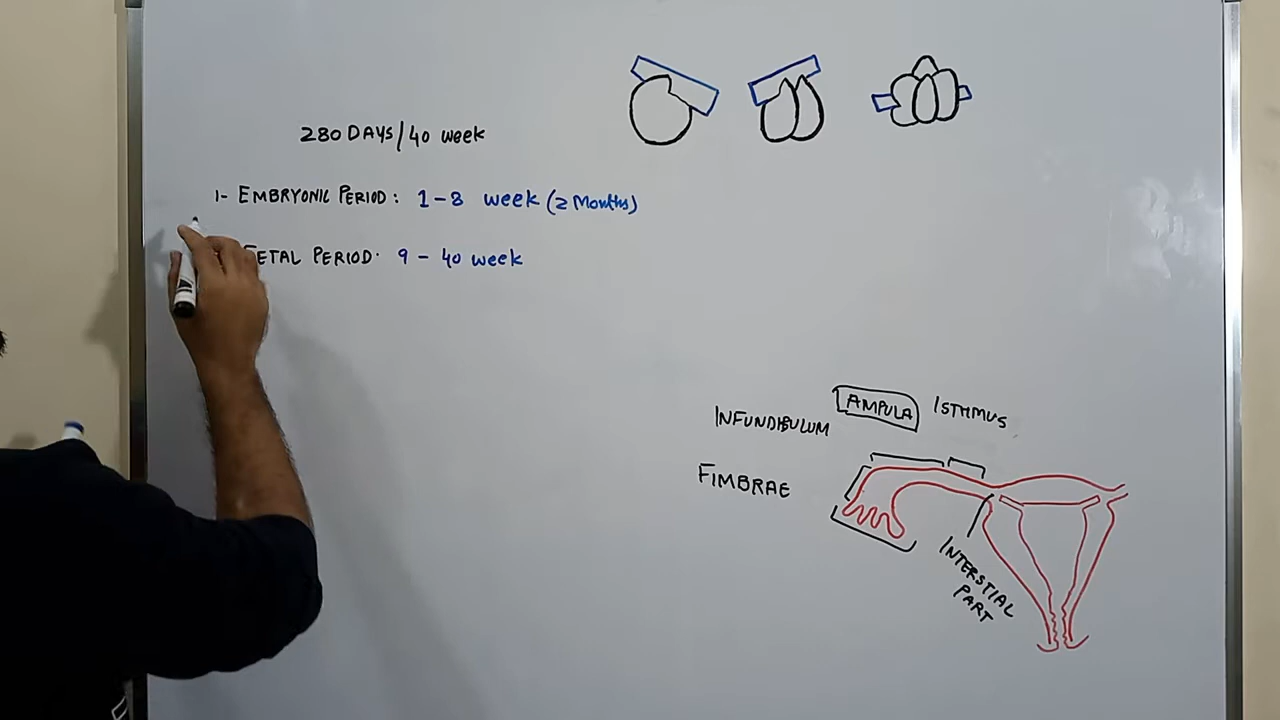 280 DAYS/40 week
1- EMBRYONIC PERIOD: 1-8 week (2 Months)
PERIOD. 9 - 40 week
INFUNDIBULUM
AMPULA
ISTHMUS
FIMBRAE
INTERSTIAL
PART